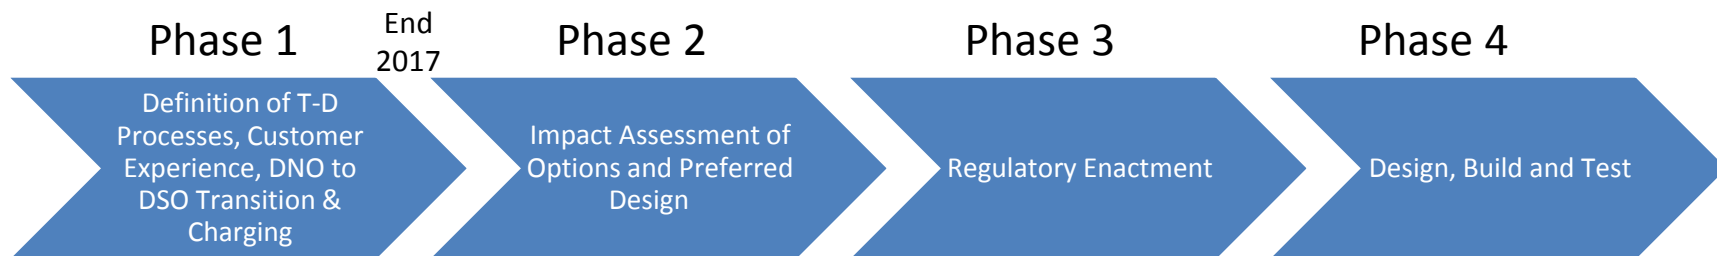 Phase 1
End
2017
Phase 2
Phase 3
Phase 4
Definition of T-D
Processes, Customer
Experience, DNO to
DSO Transition &
Charging
Impact Assessment of
Options and Preferred
Design
Regulatory Enactment
Design, Build and Test